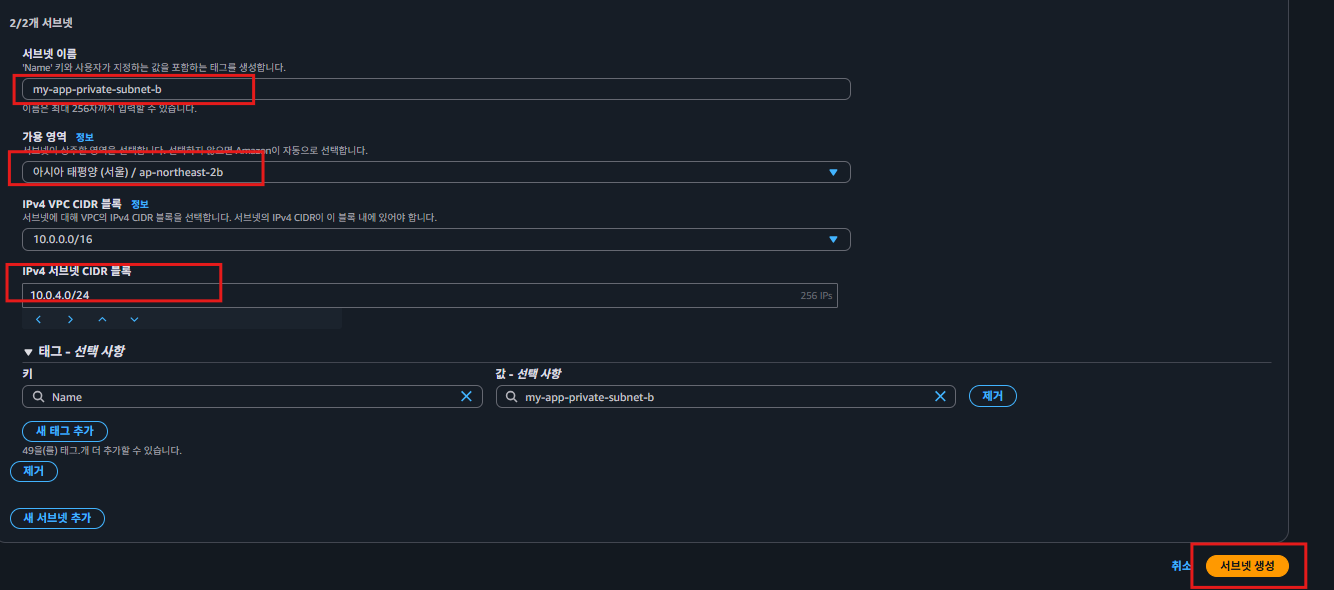 2/2개 서브넷
서브넷 이름
'Name' 키와 사용자가 지정하는 값을 포함하는 태그를 생성합니다.
my-app-private-subnet-b
이름은 최대 256자까지 입력할 수 있습니다.
가용 영역 정보
서브넷이 상주할 영역을 선택합니다. 선택하지 않으면 Amazon이 자동으로 선택합니다.
아시아 태평양 (서울) / ap-northeast-2b
IPv4 VPC CIDR 블록 정보
서브넷에 대해 VPC의 IPv4 CIDR 블록을 선택합니다. 서브넷의 IPv4 CIDR이 이 블록 내에 있어야 합니다.
10.0.0.0/16
IPv4 서브넷 CIDR 블록
10.0.4.0/24 256 IPs
태그 - 선택 사항
키 값 - 선택 사항
Name my-app-private-subnet-b 제거
새 태그 추가
49을(를) 태그.개 더 추가할 수 있습니다.
제거
새 서브넷 추가
취소 서브넷 생성